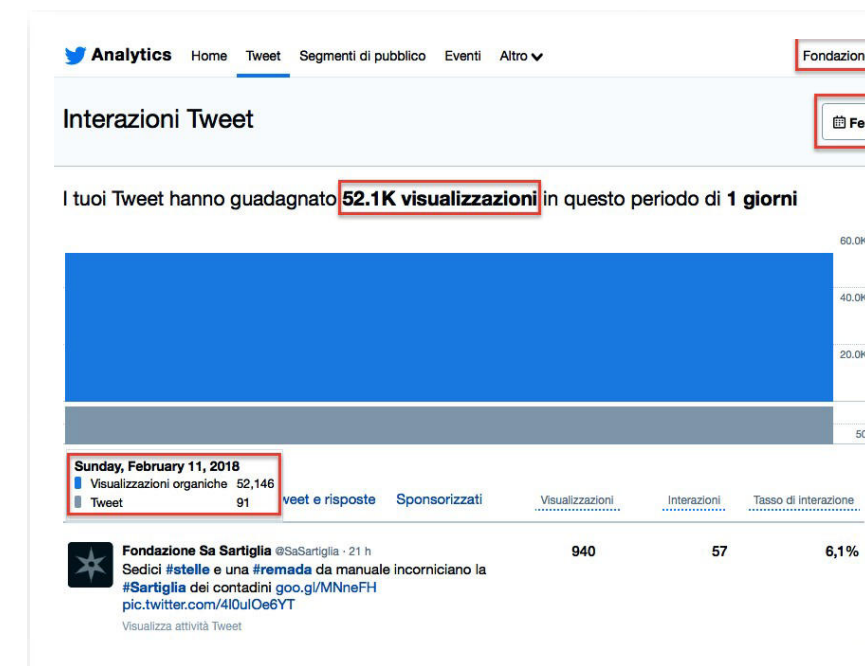 Analytics Home Tweet Segmenti di pubblico Eventi Altro
Fondazion
Interazioni Tweet
Fe
I tuoi Tweet hanno guadagnato 52.1K visualizzazioni in questo periodo di 1 giorni
60.0K
40.0K
20.0K
50
Sunday, February 11, 2018
Visualizzazioni organiche 52,146
Tweet 91
weet e risposte Sponsorizzati Visualizzazioni Interazioni Tasso di interazione
Fondazione Sa Sartiglia @SaSartiglia · 21 h
Sedici #stelle e una #remada da manuale incorniciano la
#Sartiglia dei contadini goo.gl/MNneFH
pic.twitter.com/4I0ulOe6YT
Visualizza attività Tweet
940 57 6,1%